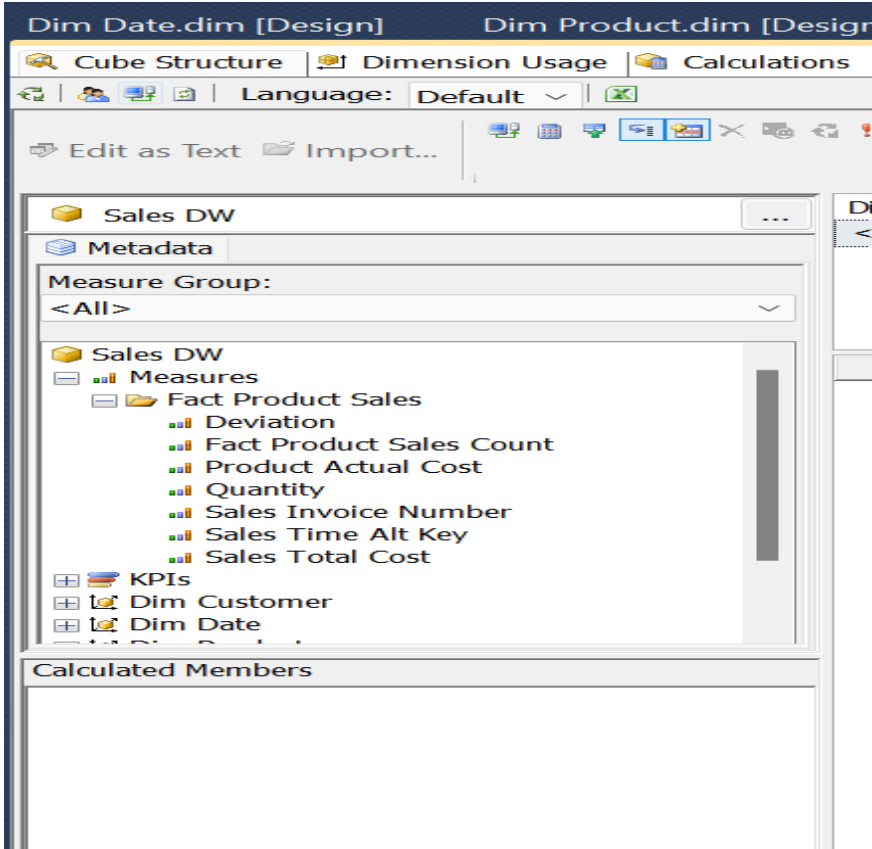 Dim Date.dim [Design] Dim Product.dim [Desig
Cube Structure Dimension Usage Calculations
Language: Default
Edit as Text Import...
Sales DW ...
Metadata
Measure Group:
<All>
Sales DW
Measures
Fact Product Sales
Deviation
Fact Product Sales Count
Product Actual Cost
Quantity
Sales Invoice Number
Sales Time Alt Key
Sales Total Cost
KPIs
Dim Customer
Dim Date
Calculated Members